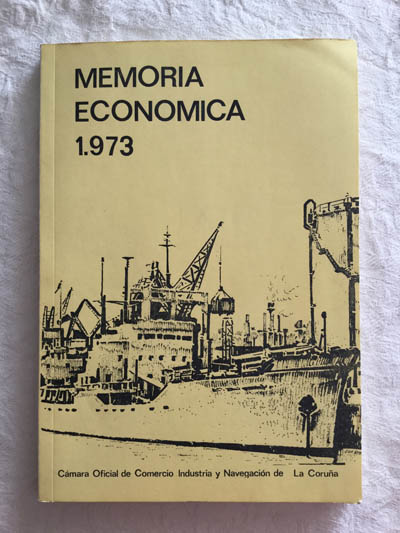 MEMORIA
ECONOMICA
1.973
Cámara Oficial de Comercio Industria y Navegación de La Coruña